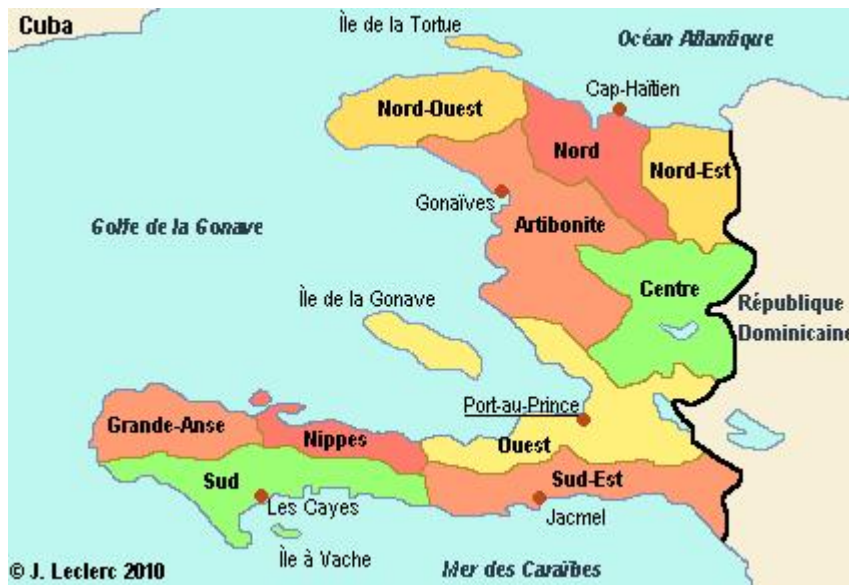 Cuba
Île de la Tortue
Océan Atlantique
Cap-Haïtien
Nord-Ouest
Nord
Nord-Est
Gonaïves
Artibonite
Golfe de la Gonave
Centre
Île de la Gonave
République
Dominicaine
Port-au-Prince
Grande-Anse
Nippes
Ouest
Sud
Sud-Est
Les Cayes
Jacmel
Île à Vache
© J. Leclerc 2010
Mer des Caraïbes